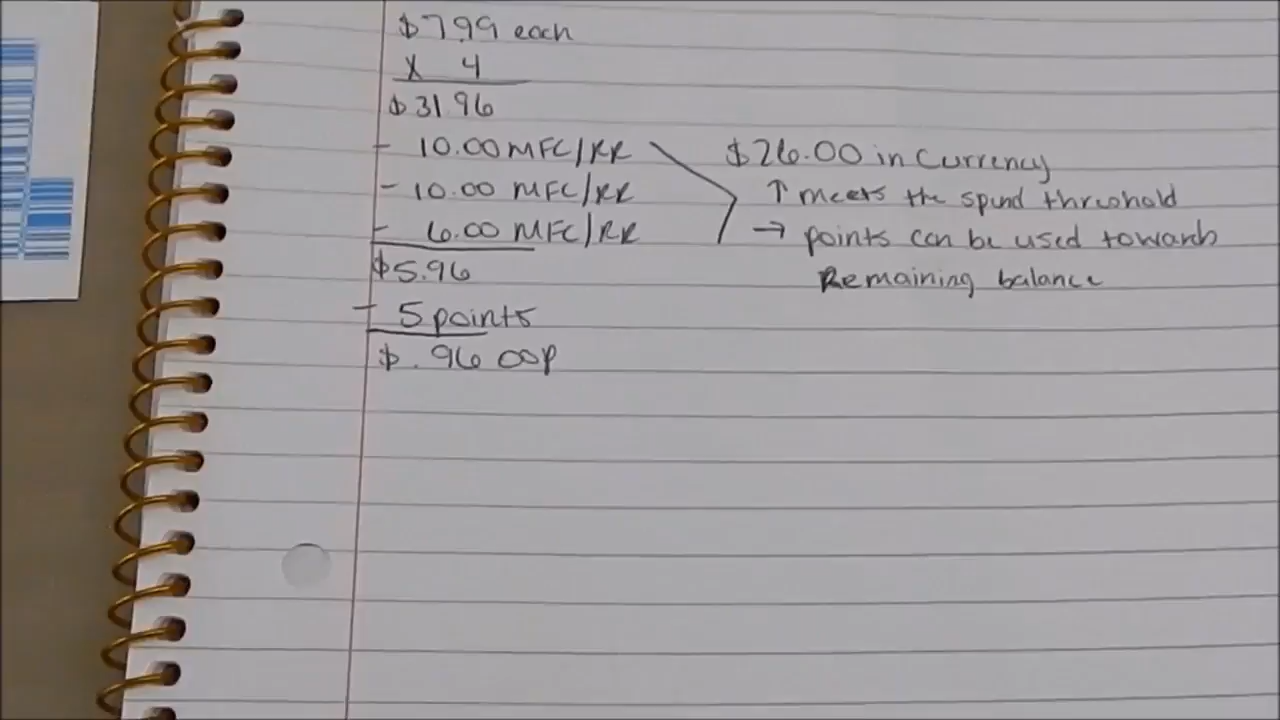 $7.99 each
x 4
$31.96
- 10.00 MFC/RR
- 10.00 MFC/RR
- 6.00 MFC/RR
$5.96
- 5 points
$.96 OOP
$26.00 in currency
↑ meets the spend threshold
→ points can be used towards
Remaining balance